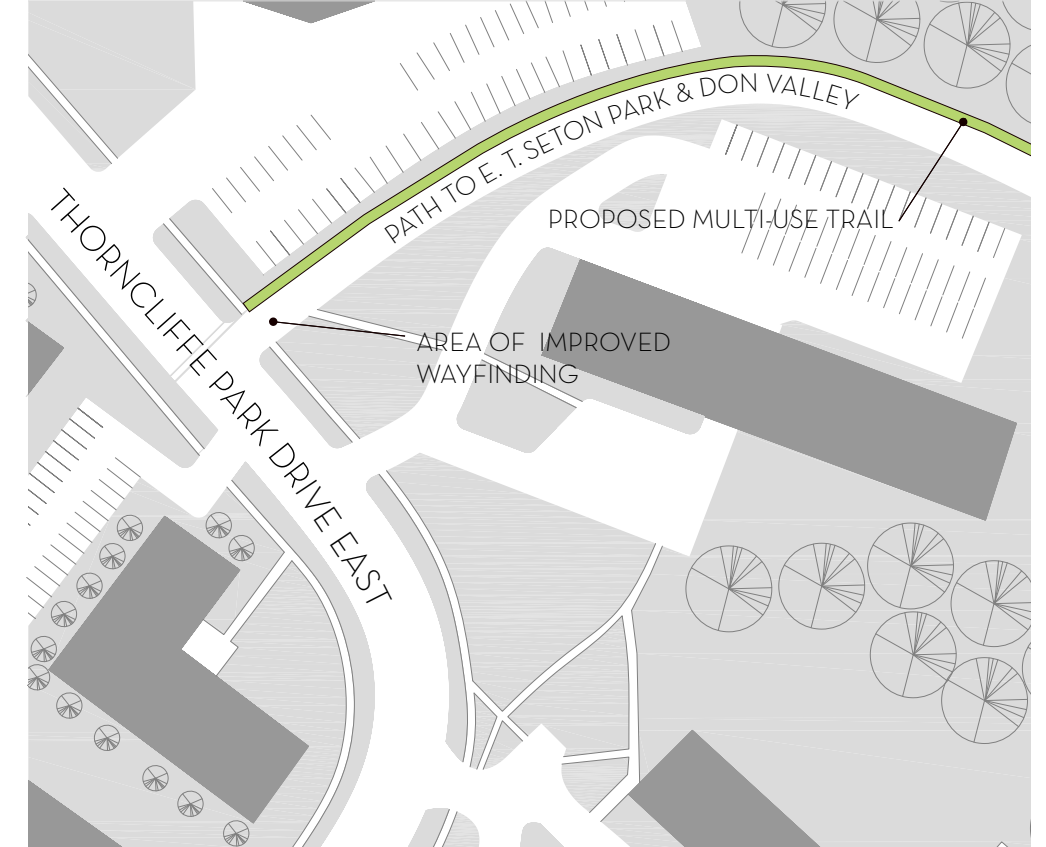 PATH TO E. T. SETON PARK & DON VALLEY
THORNCLIFFE PARK DRIVE EAST
PROPOSED MULTI-USE TRAIL
AREA OF IMPROVED
WAYFINDING